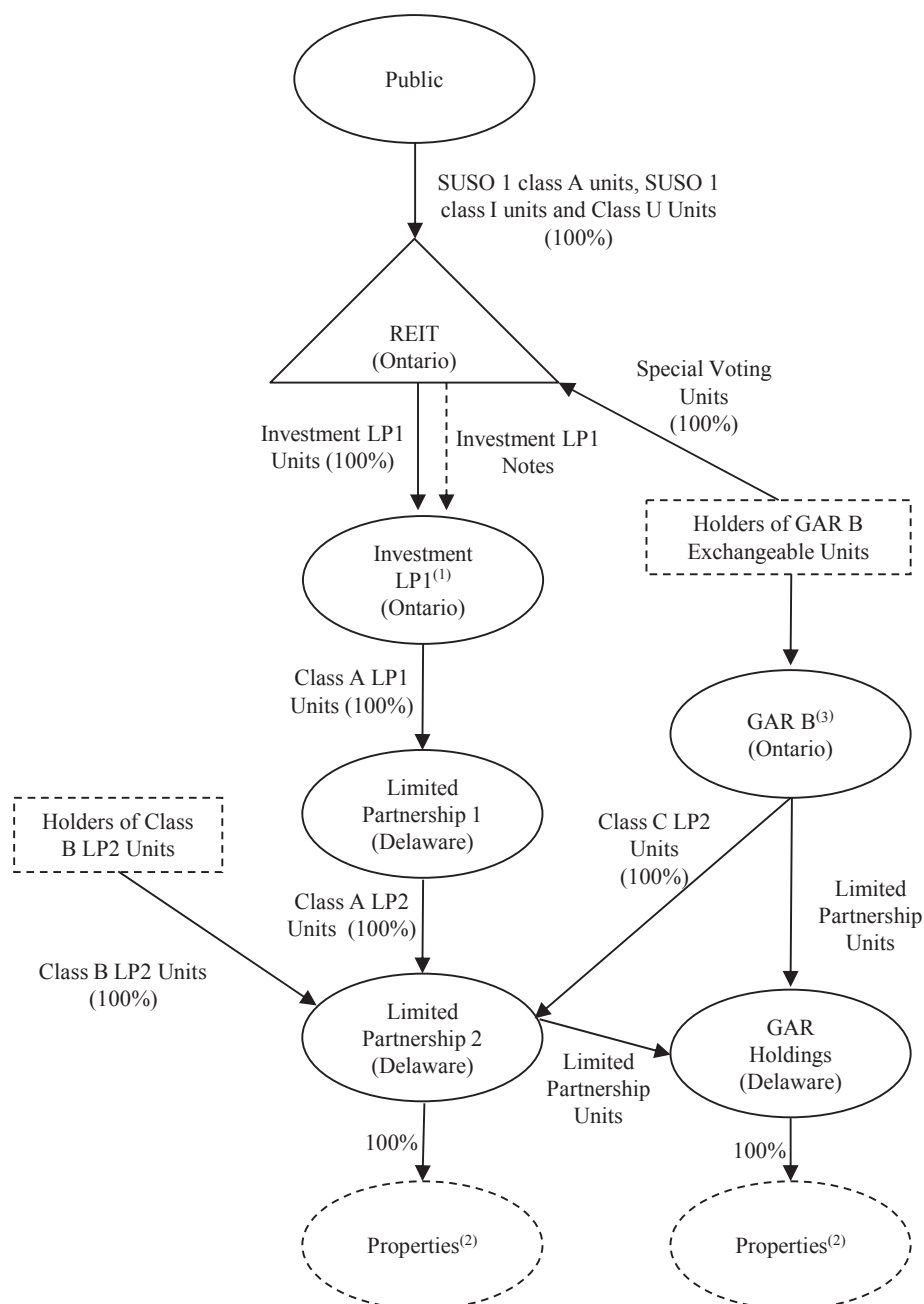 Public
SUSO 1 class A units, SUSO 1
class I units and Class U Units
(100%)
REIT
(Ontario)
Special Voting
Units
(100%)
Investment LP1
Units (100%)
Investment LP1
Notes
Holders of GAR B
Exchangeable Units
Investment
LP1(1)
(Ontario)
Class A LP1
Units (100%)
GAR B(3)
(Ontario)
Limited
Partnership 1
(Delaware)
Holders of Class
B LP2 Units
Class C LP2
Units
(100%)
Class A LP2
Units (100%)
Limited
Partnership
Units
Class B LP2 Units
(100%)
Limited
Partnership 2
(Delaware)
GAR
Holdings
(Delaware)
Limited
Partnership
Units
100%
100%
Properties(2)
Properties(2)